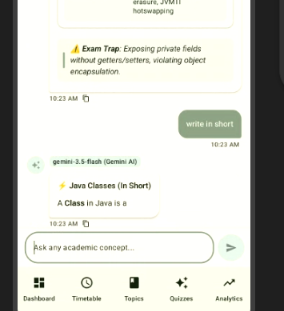 erasure, JVMTI
hotswapping
⚠️ Exam Trap: Exposing private fields
without getters/setters, violating object
encapsulation.
10:23 AM
write in short
10:23 AM
gemini-3.5-flash (Gemini AI)
⚡ Java Classes (In Short)
A Class in Java is a
10:23 AM
Ask any academic concept...
Dashboard Timetable Topics Quizzes Analytics